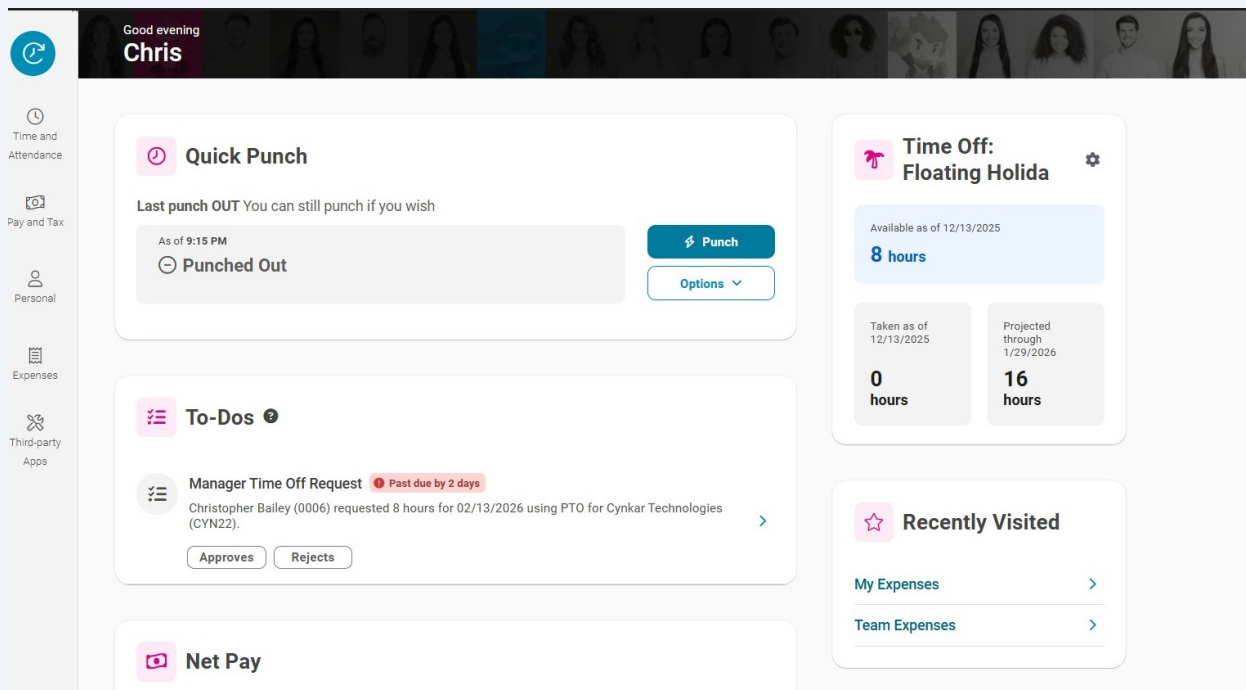 Good evening
Chris
Time and
Attendance
Pay and Tax
Personal
Expenses
Third-party
Apps
Quick Punch
Last punch OUT You can still punch if you wish
As of 9:15 PM
Punched Out
Punch
Options
To-Dos
Manager Time Off Request Past due by 2 days
Christopher Bailey (0006) requested 8 hours for 02/13/2026 using PTO for Cynkar Technologies
(CYN22).
Approves Rejects
Net Pay
Time Off:
Floating Holida
Available as of 12/13/2025
8 hours
Taken as of
12/13/2025
0
hours
Projected
through
1/29/2026
16
hours
Recently Visited
My Expenses
Team Expenses